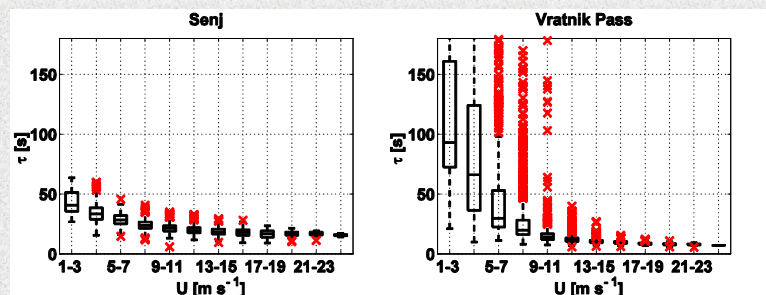 Senj
150
100
50
0
τ [s]
1-3 5-7 9-11 13-15 17-19 21-23
U [m s⁻¹]
Vratnik Pass
150
100
50
0
τ [s]
1-3 5-7 9-11 13-15 17-19 21-23
U [m s⁻¹]